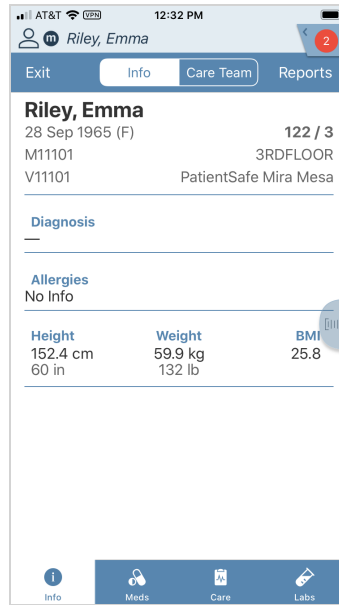 AT&T VPN 12:32 PM
m Riley, Emma 2
Exit Info Care Team Reports
Riley, Emma
28 Sep 1965 (F) 122 / 3
M11101 3RDFLOOR
V11101 PatientSafe Mira Mesa
Diagnosis
—
Allergies
No Info
Height Weight BMI
152.4 cm 59.9 kg 25.8
60 in 132 lb
i
Info Meds Care Labs